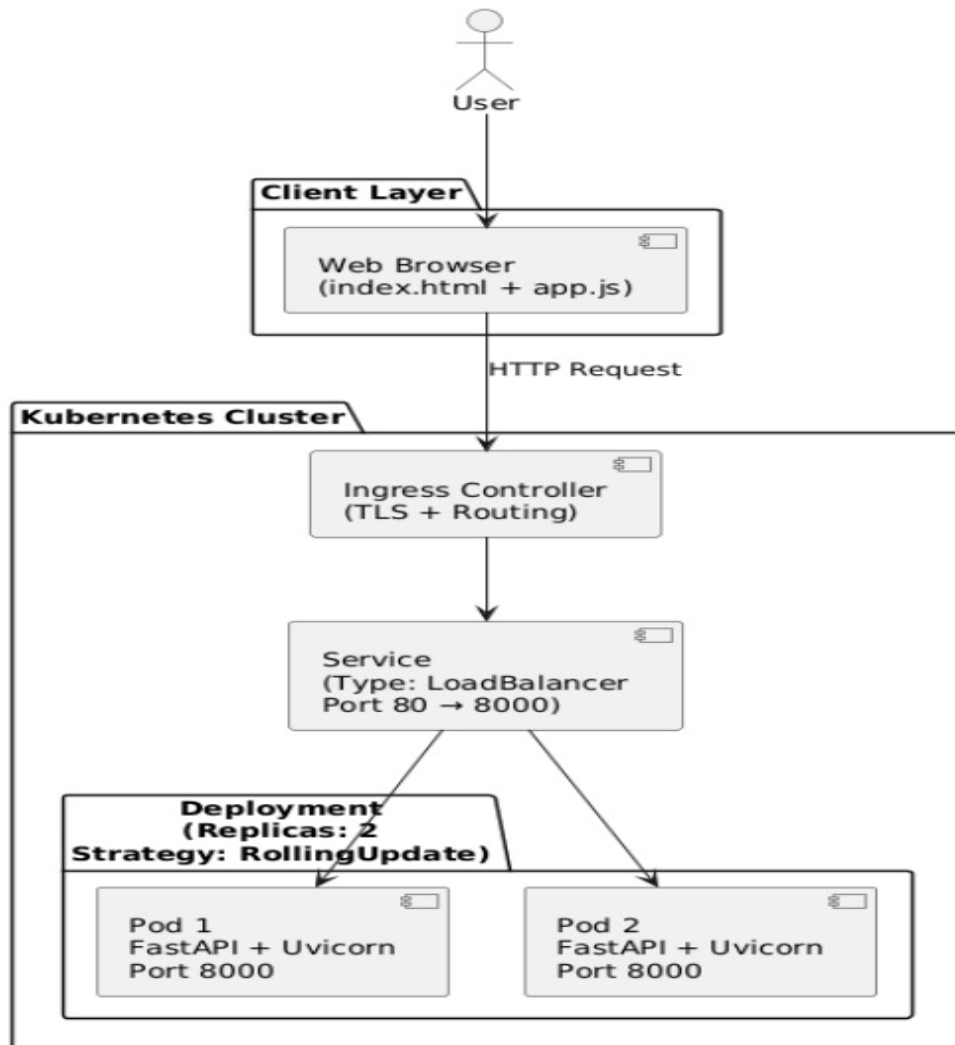 User
Client Layer
Web Browser
(index.html + app.js)
HTTP Request
Kubernetes Cluster
Ingress Controller
(TLS + Routing)
Service
(Type: LoadBalancer
Port 80 → 8000)
Deployment
(Replicas: 2
Strategy: RollingUpdate)
Pod 1
FastAPI + Uvicorn
Port 8000
Pod 2
FastAPI + Uvicorn
Port 8000